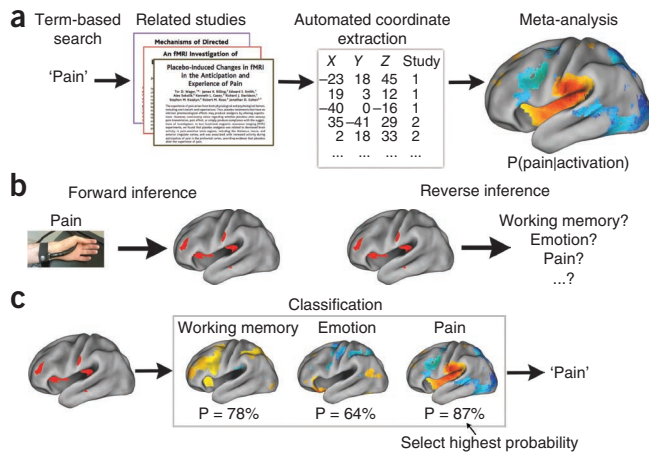 a
Term-based search
Related studies
Automated coordinate extraction
Meta-analysis
'Pain'
Mechanisms of Directed
An fMRI Investigation of
Placebo-Induced Changes in fMRI
in the Anticipation and
Experience of Pain
X Y Z Study
–23 18 45 1
19 3 12 1
–40 0 –16 1
35 –41 29 2
2 18 33 2
... ... ... ...
P(pain|activation)
b
Forward inference
Reverse inference
Pain
Working memory?
Emotion?
Pain?
...?
c
Classification
Working memory
Emotion
Pain
P = 78%
P = 64%
P = 87%
'Pain'
Select highest probability